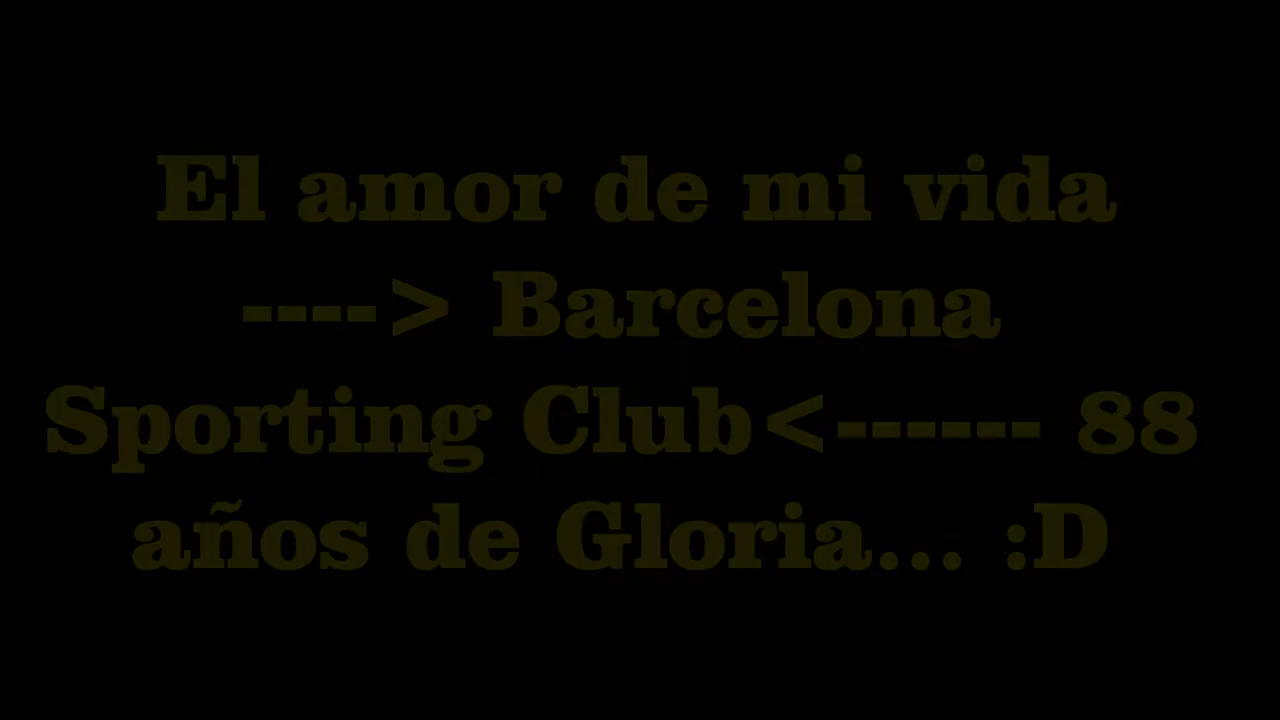 El amor de mi vida
----> Barcelona
Sporting Club<------ 88
años de Gloria... :D